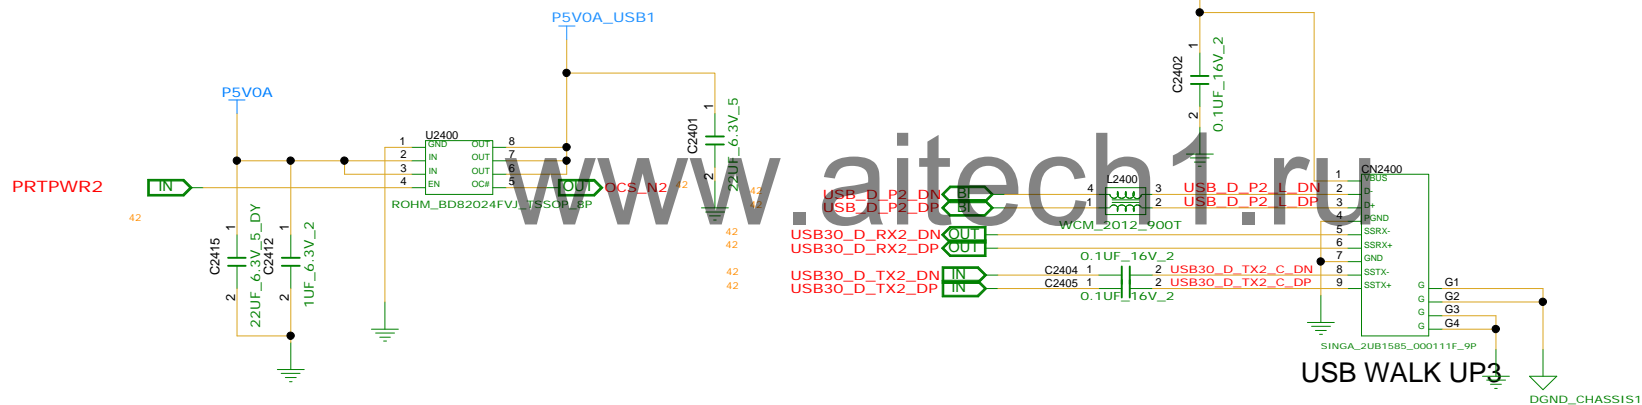 P5V0A_USB1
P5V0A
C2402
1
2
0.1UF_16V_2
C2401
1
2
22UF_6.3V_5
U2400
1 GND OUT 8
2 IN OUT 7
3 IN OUT 6
4 EN OC# 5
ROHM_BD82024FVJ_TSSOP_8P
PRTPWR2 IN
42
OUT OCS_N2 42
C2415
1
2
22UF_6.3V_5_DY
C2412
1
2
1UF_6.3V_2
www.aitech1.ru
42 USB_D_P2_DN BI
42 USB_D_P2_DP BI
L2400
4 3 USB_D_P2_L_DN
1 2 USB_D_P2_L_DP
WCM_2012_900T
42 USB30_D_RX2_DN OUT
42 USB30_D_RX2_DP OUT
0.1UF_16V_2
42 USB30_D_TX2_DN IN C2404 1 2 USB30_D_TX2_C_DN
42 USB30_D_TX2_DP IN C2405 1 2 USB30_D_TX2_C_DP
0.1UF_16V_2
CN2400
1 VBUS
2 D-
3 D+
4 PGND
5 SSRX-
6 SSRX+
7 GND
8 SSTX-
9 SSTX+
G G1
G G2
G G3
G G4
SINGA_2UB1585_000111F_9P
USB WALK UP3
DGND_CHASSIS1